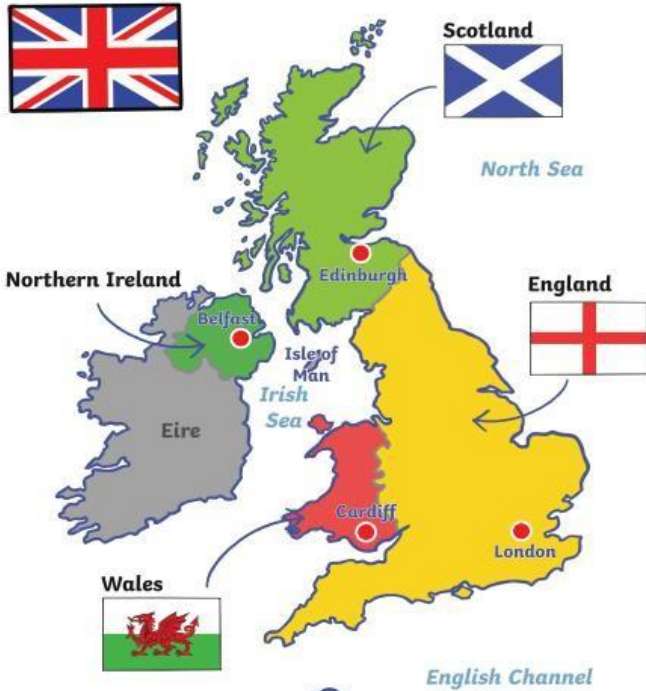 Scotland
North Sea
Edinburgh
Northern Ireland
England
Belfast
Isle of
Man
Irish
Sea
Eire
Cardiff
London
Wales
English Channel